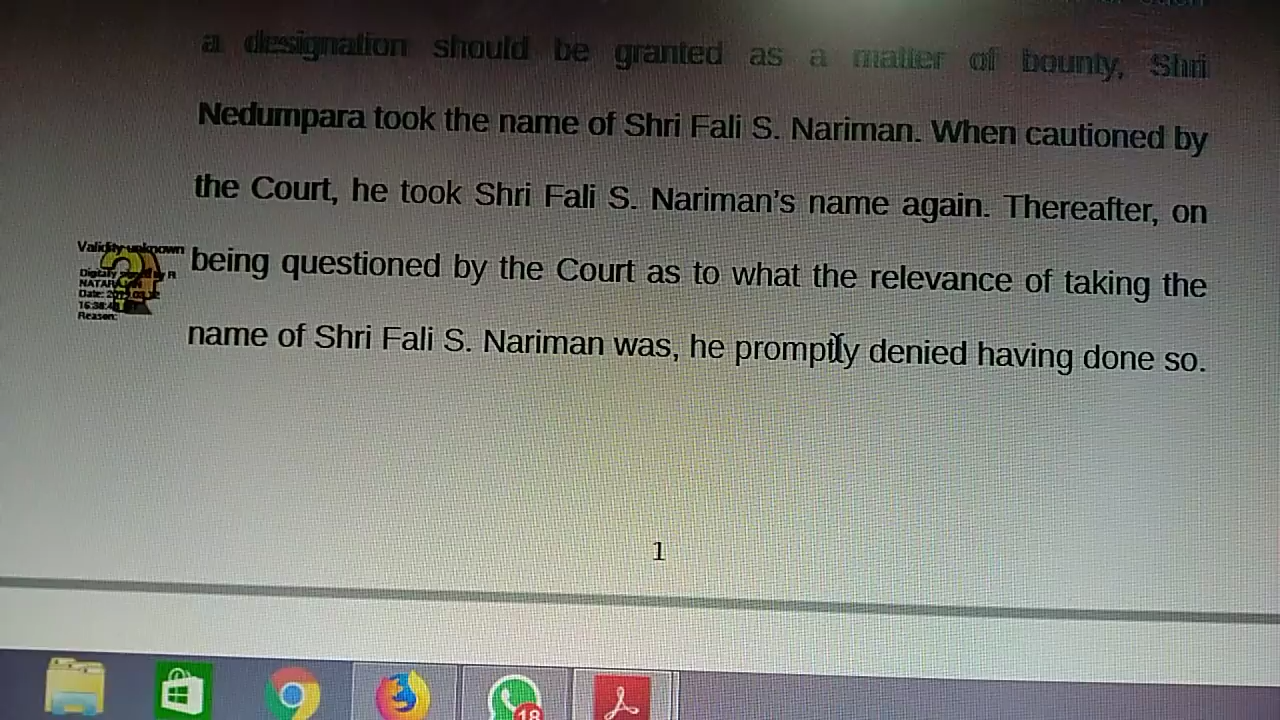 a designation should be granted as a matter of bounty, Shri
Nedumpara took the name of Shri Fali S. Nariman. When cautioned by
the Court, he took Shri Fali S. Nariman's name again. Thereafter, on
Validity unknown
being questioned by the Court as to what the relevance of taking the
Reason:
name of Shri Fali S. Nariman was, he promptly denied having done so.
1
18